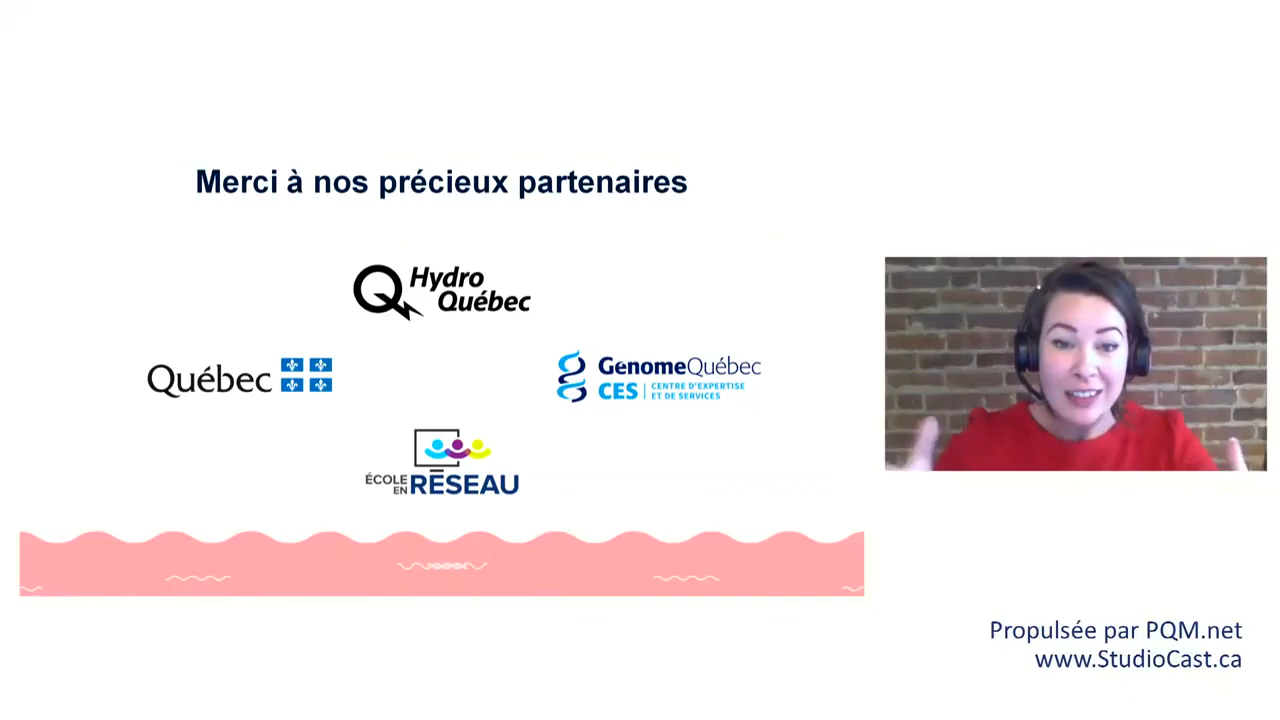 Merci à nos précieux partenaires
Hydro
Québec
Québec
GenomeQuébec
CES | CENTRE D'EXPERTISE
ET DE SERVICES
ÉCOLE
EN RÉSEAU
Propulsée par PQM.net
www.StudioCast.ca